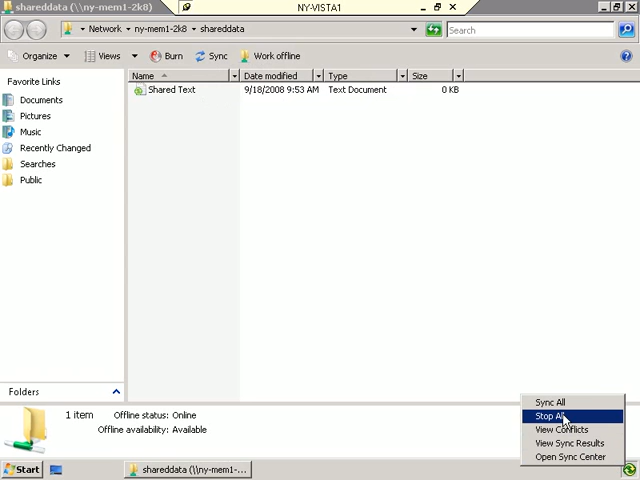 shareddata (\\ny-mem1-2k8)
NY-VISTA1
Network ny-mem1-2k8 shareddata
Search
Organize Views Burn Sync Work offline
Favorite Links
Name Date modified Type Size
Documents
Shared Text 9/18/2008 9:53 AM Text Document 0 KB
Pictures
Music
Recently Changed
Searches
Public
Folders
1 item Offline status: Online
Offline availability: Available
Sync All
Stop All
View Conflicts
View Sync Results
Open Sync Center
Start
shareddata (\\ny-mem1-...